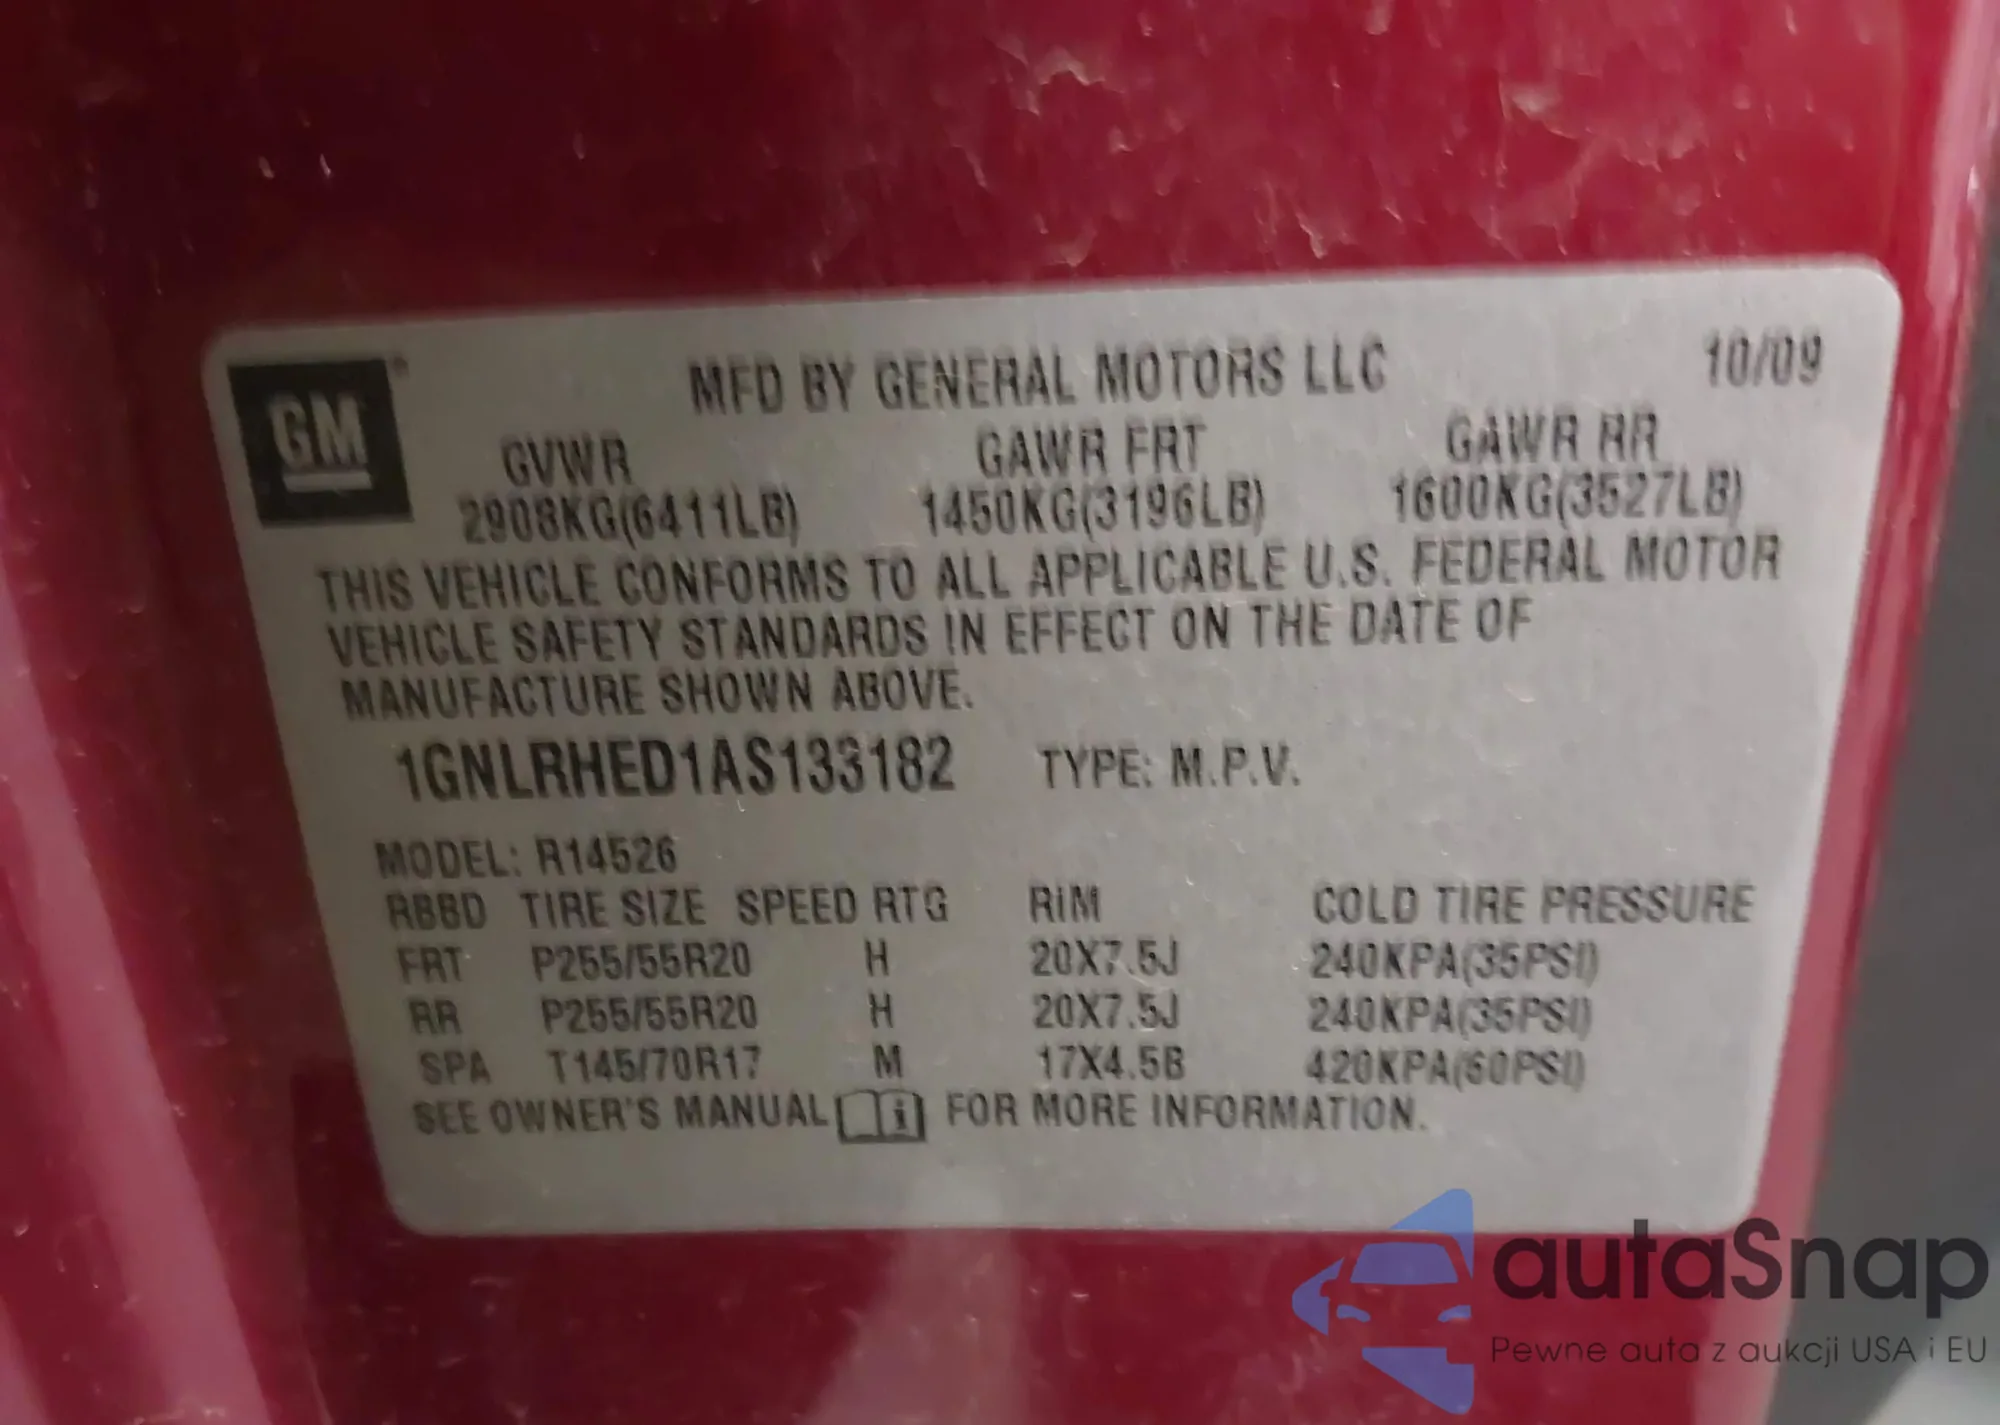 GM
MFD BY GENERAL MOTORS LLC 10/09
GVWR GAWR FRT GAWR RR
2908KG(6411LB) 1450KG(3196LB) 1600KG(3527LB)
THIS VEHICLE CONFORMS TO ALL APPLICABLE U.S. FEDERAL MOTOR
VEHICLE SAFETY STANDARDS IN EFFECT ON THE DATE OF
MANUFACTURE SHOWN ABOVE.
1GNLRHED1AS133182 TYPE: M.P.V.
MODEL: R14526
RBBD TIRE SIZE SPEED RTG RIM COLD TIRE PRESSURE
FRT P255/55R20 H 20X7.5J 240KPA(35PSI)
RR P255/55R20 H 20X7.5J 240KPA(35PSI)
SPA T145/70R17 M 17X4.5B 420KPA(60PSI)
SEE OWNER'S MANUAL i FOR MORE INFORMATION.
autaSnap
Pewne auta z aukcji USA i EU